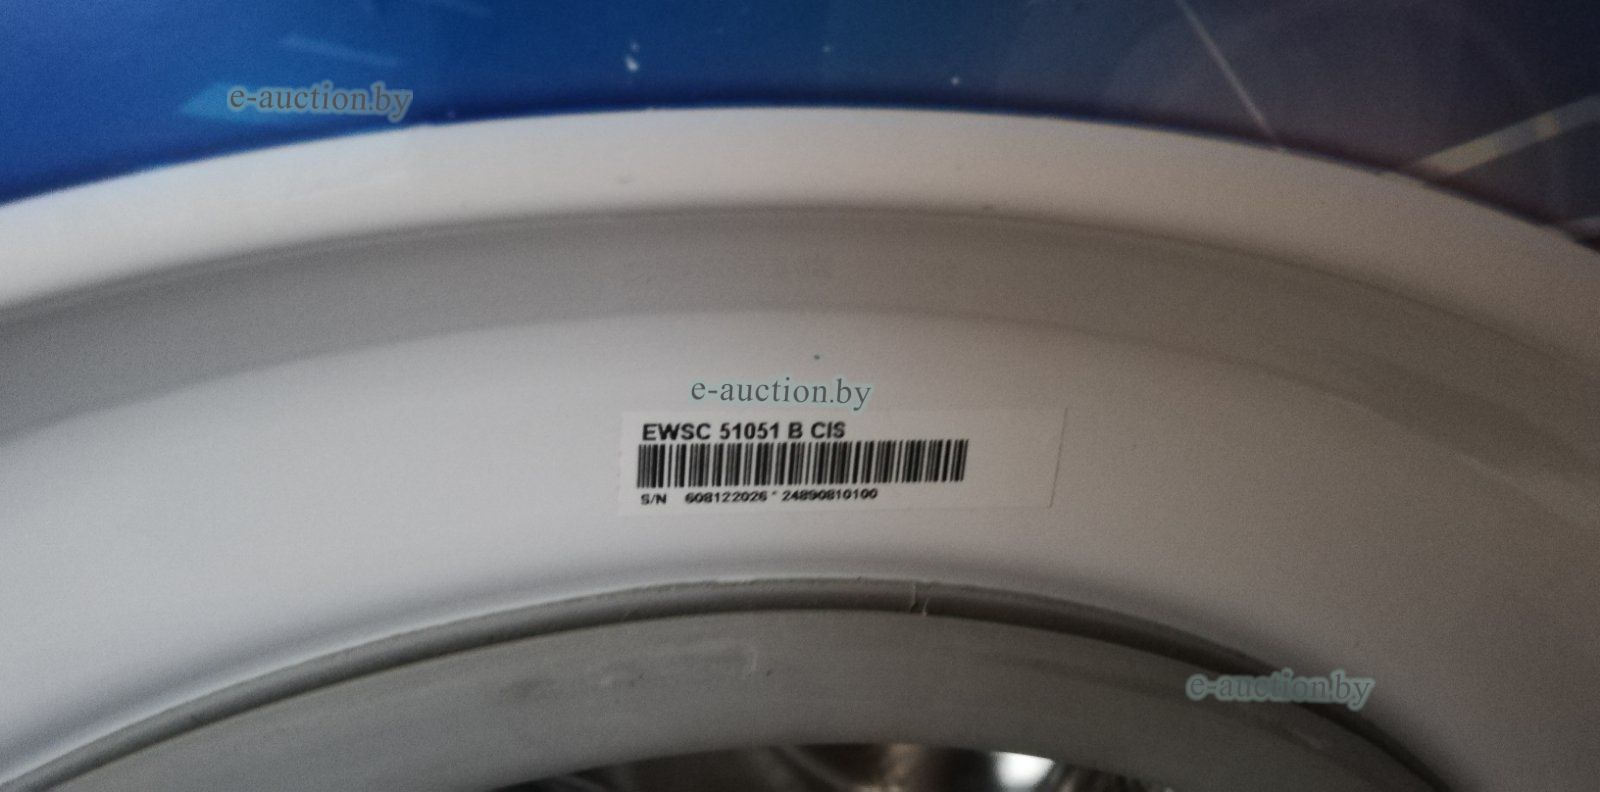 e-auction.by
e-auction.by
EWSC 51051 B CIS
S/N 608122026 * 24890810100
e-auction.by